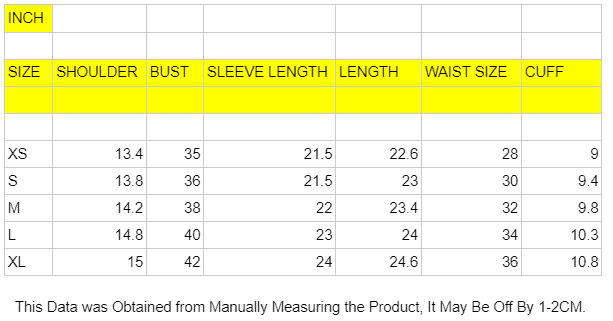 INCH
SIZE SHOULDER BUST SLEEVE LENGTH LENGTH WAIST SIZE CUFF
XS 13.4 35 21.5 22.6 28 9
S 13.8 36 21.5 23 30 9.4
M 14.2 38 22 23.4 32 9.8
L 14.8 40 23 24 34 10.3
XL 15 42 24 24.6 36 10.8
This Data was Obtained from Manually Measuring the Product, It May Be Off By 1-2CM.